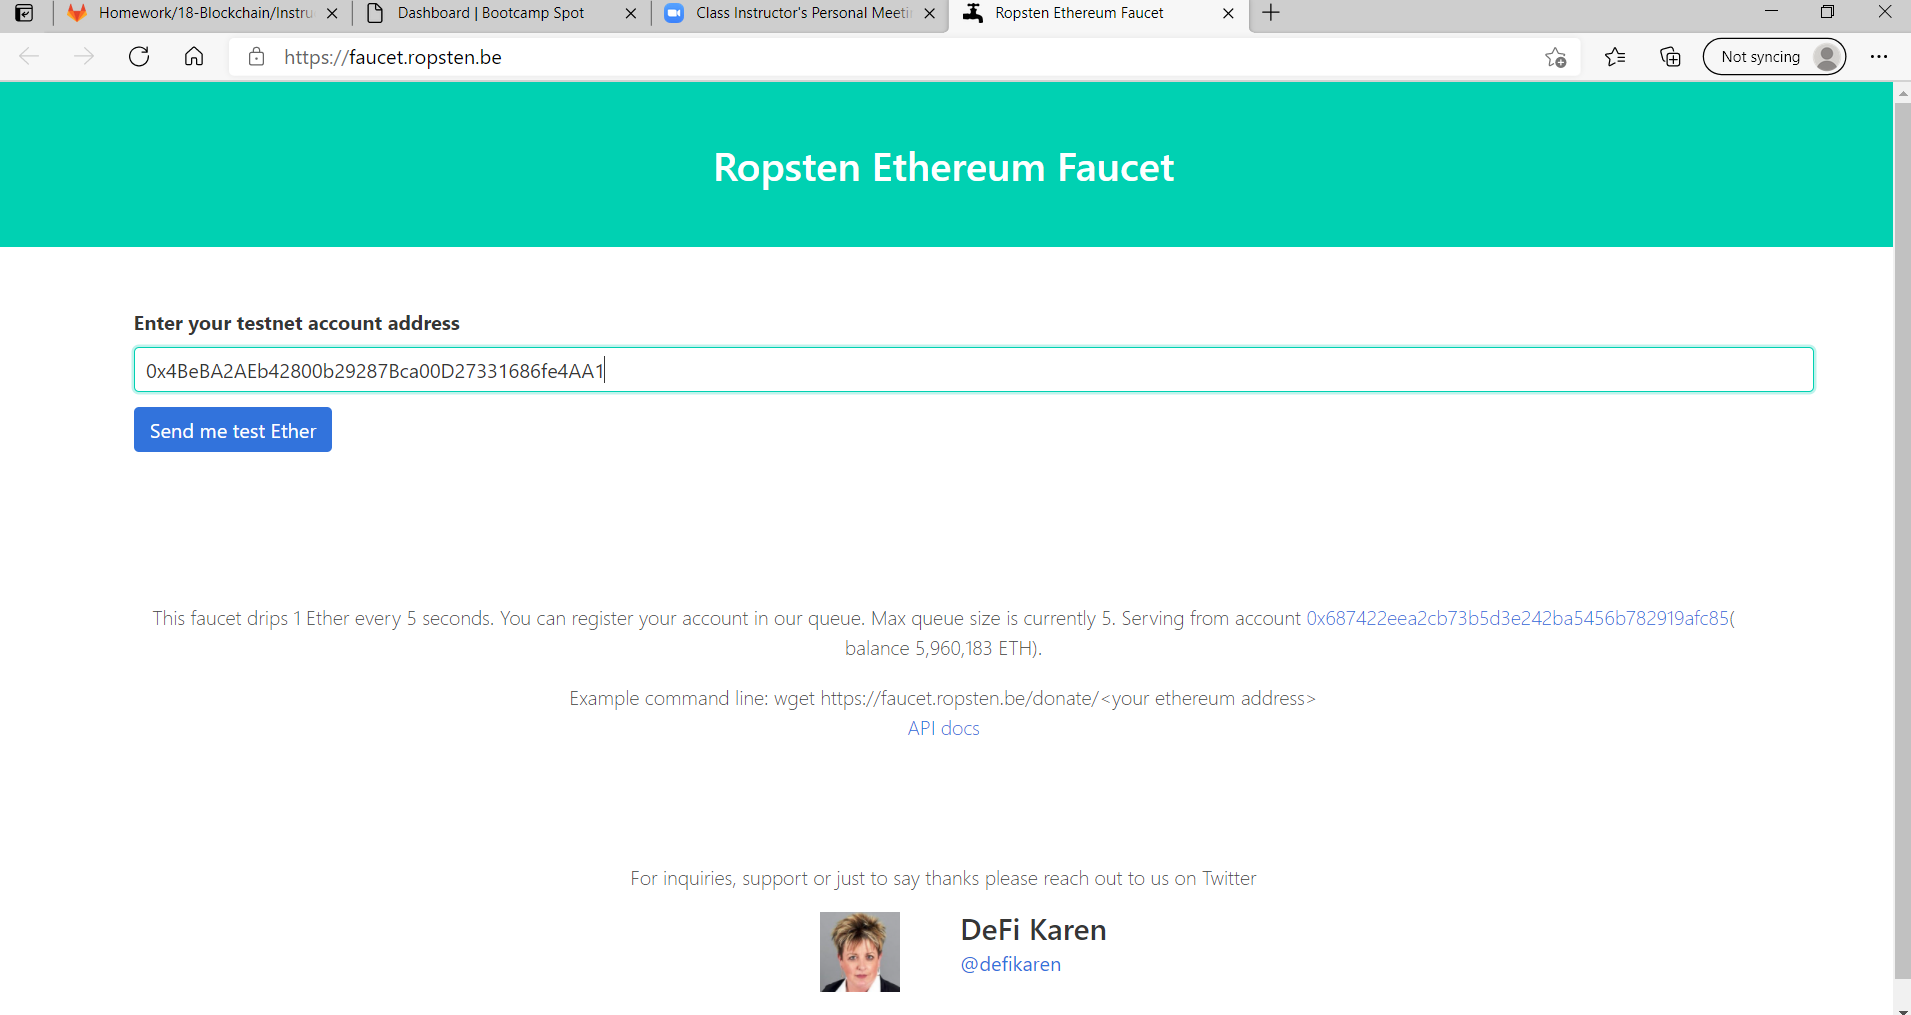 Homework/18-Blockchain/Instru
Dashboard | Bootcamp Spot
Class Instructor's Personal Meeti
Ropsten Ethereum Faucet
https://faucet.ropsten.be
Not syncing
Ropsten Ethereum Faucet
Enter your testnet account address
0x4BeBA2AEb42800b29287Bca00D27331686fe4AA1
Send me test Ether
This faucet drips 1 Ether every 5 seconds. You can register your account in our queue. Max queue size is currently 5. Serving from account 0x687422eea2cb73b5d3e242ba5456b782919afc85(
balance 5,960,183 ETH).
Example command line: wget https://faucet.ropsten.be/donate/<your ethereum address>
API docs
For inquiries, support or just to say thanks please reach out to us on Twitter
DeFi Karen
@defikaren